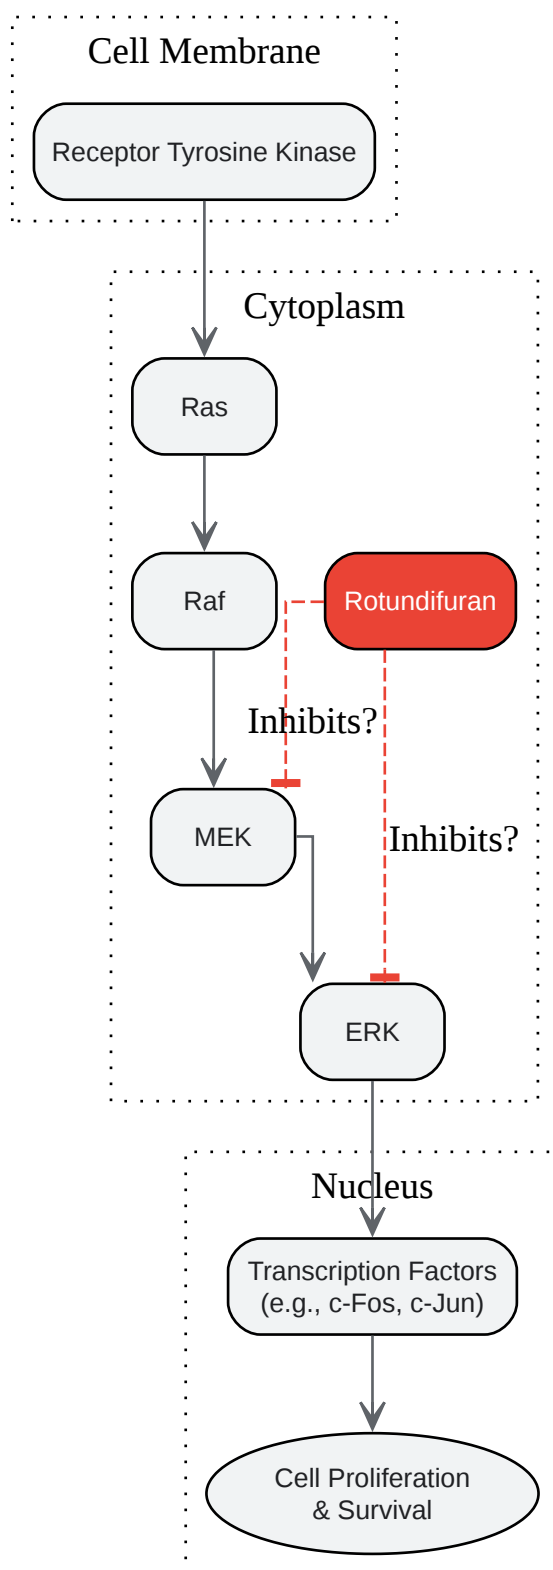 Cell Membrane
Receptor Tyrosine Kinase
Cytoplasm
Ras
Raf
Rotundifuran
Inhibits?
MEK
Inhibits?
ERK
Nucleus
Transcription Factors
(e.g., c-Fos, c-Jun)
Cell Proliferation
& Survival